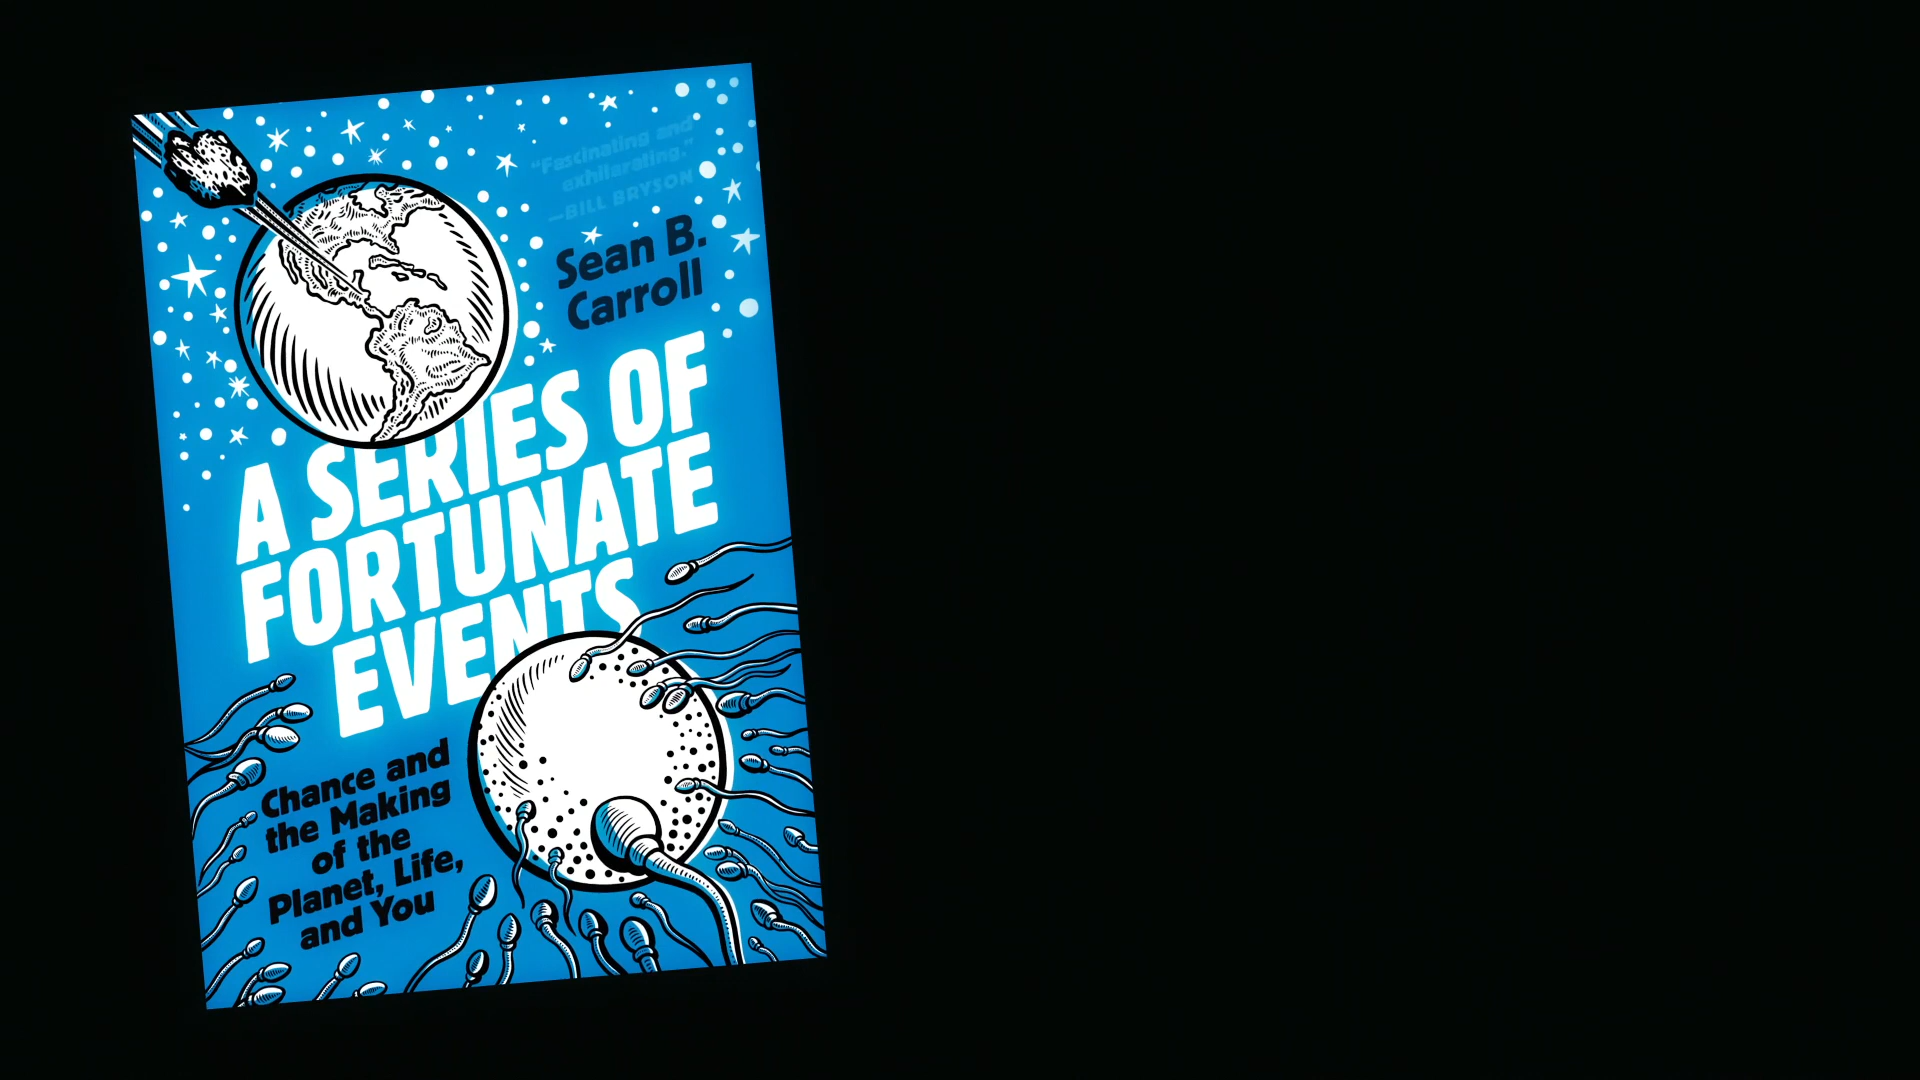 "Fascinating and
exhilarating."
—BILL BRYSON
Sean B.
Carroll
A SERIES OF
FORTUNATE
EVENTS
Chance and
the Making
of the
Planet, Life,
and You